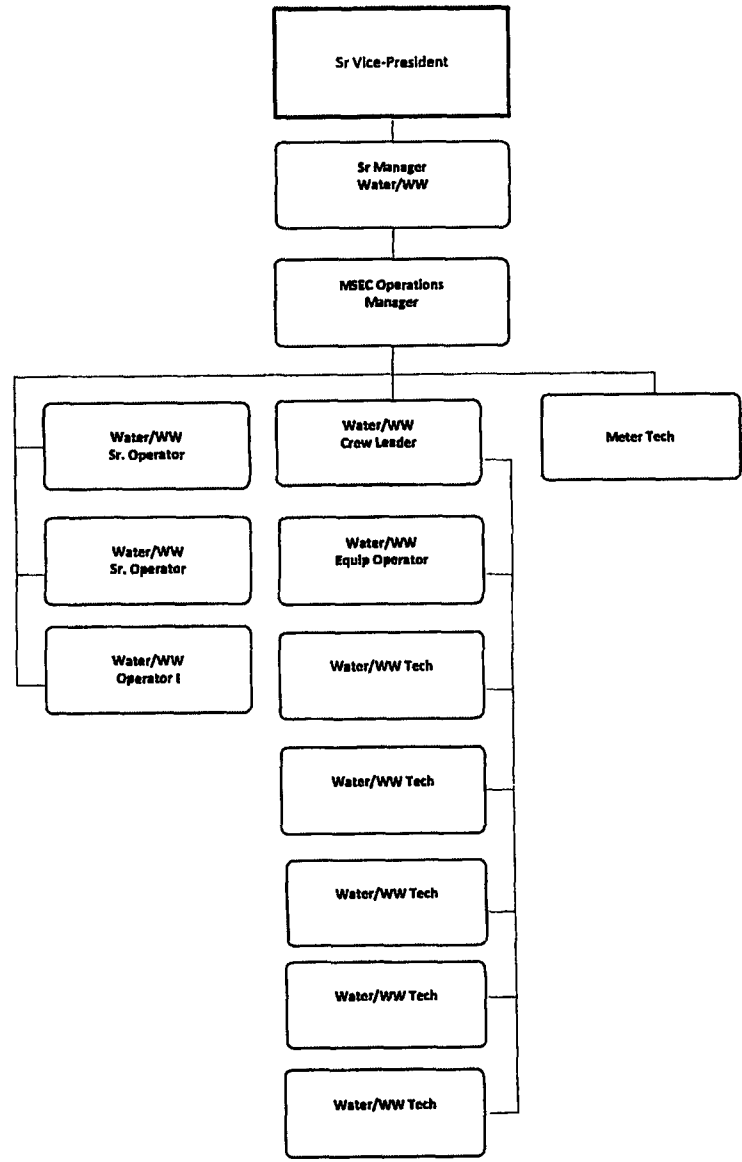 Sr Vice-President
Sr Manager
Water/WW
MSEC Operations
Manager
Water/WW
Sr. Operator
Water/WW
Crew Leader
Meter Tech
Water/WW
Sr. Operator
Water/WW
Equip Operator
Water/WW
Operator I
Water/WW Tech
Water/WW Tech
Water/WW Tech
Water/WW Tech
Water/WW Tech